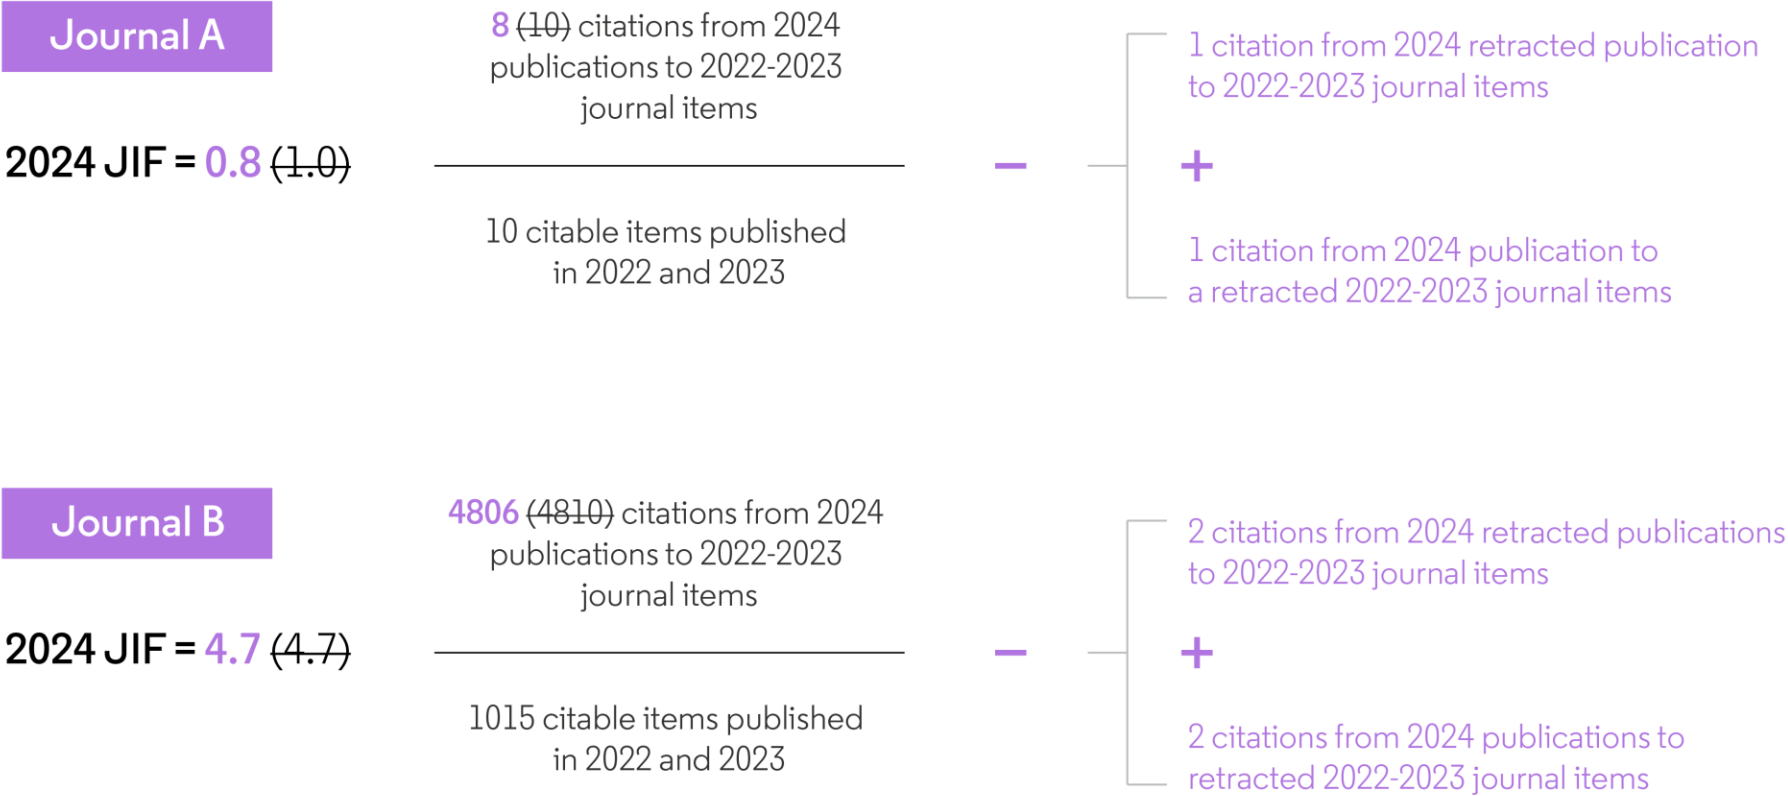 Journal A
2024 JIF = 0.8 (1.0)
8 (10) citations from 2024
publications to 2022-2023
journal items
10 citable items published
in 2022 and 2023
−
1 citation from 2024 retracted publication
to 2022-2023 journal items
+
1 citation from 2024 publication to
a retracted 2022-2023 journal items
Journal B
2024 JIF = 4.7 (4.7)
4806 (4810) citations from 2024
publications to 2022-2023
journal items
1015 citable items published
in 2022 and 2023
−
2 citations from 2024 retracted publications
to 2022-2023 journal items
+
2 citations from 2024 publications to
retracted 2022-2023 journal items